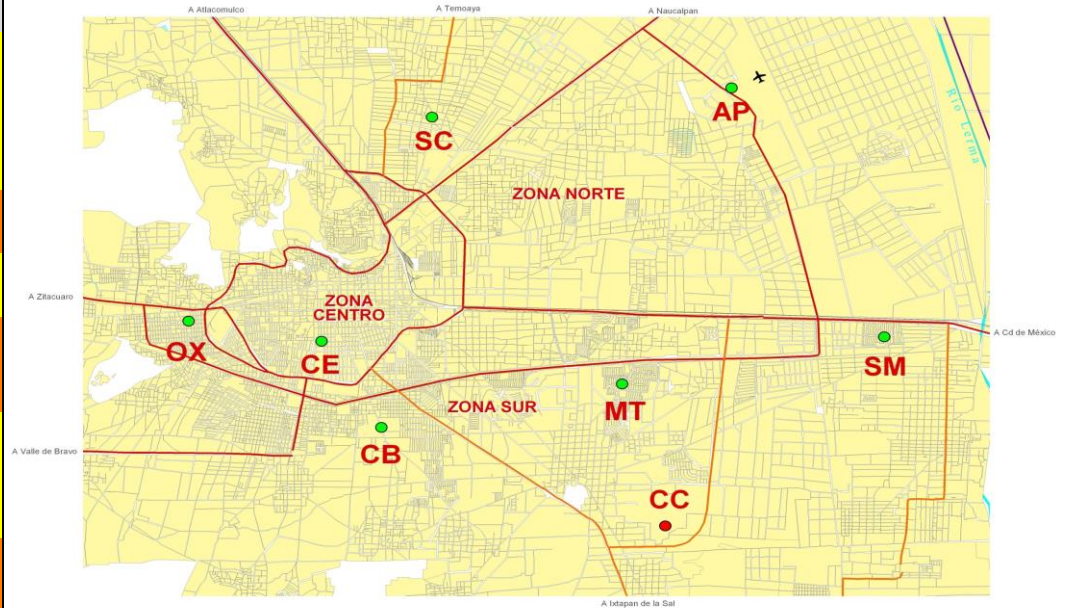 A Atlacomulco
A Temoaya
A Naucalpan
AP
SC
Río Lerma
ZONA NORTE
A Zitacuaro
ZONA
CENTRO
A Cd de México
OX
CE
SM
ZONA SUR
MT
A Valle de Bravo
CB
CC
A Ixtapan de la Sal